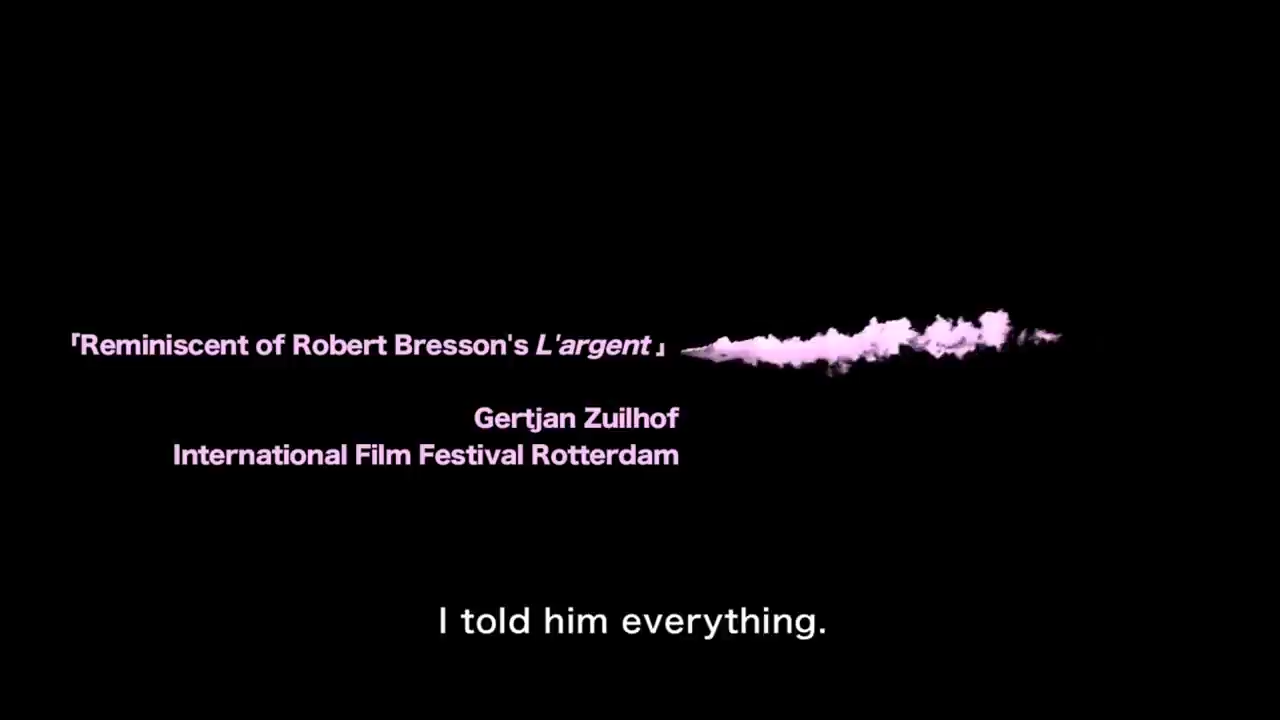 「Reminiscent of Robert Bresson's L'argent」
Gertjan Zuilhof
International Film Festival Rotterdam
I told him everything.